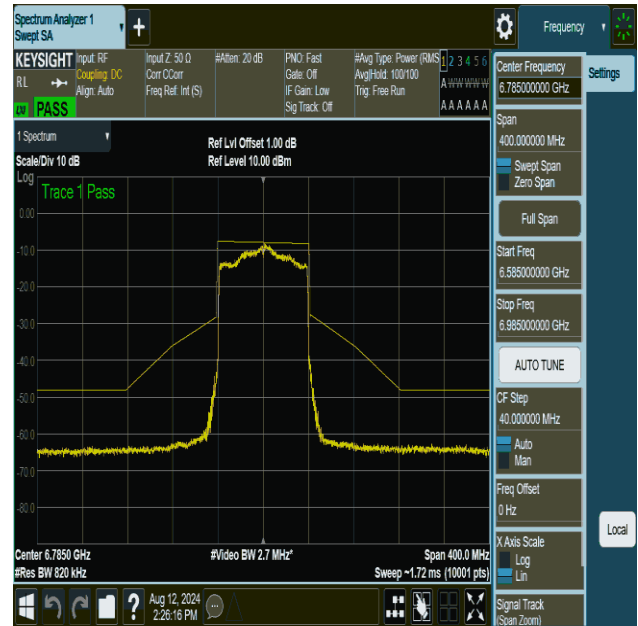 Spectrum Analyzer 1
Swept SA
+
Frequency
KEYSIGHT
RL
LXI PASS
Input: RF
Coupling: DC
Align: Auto
Input Z: 50 Ω
Corr CCorr
Freq Ref: Int (S)
#Atten: 20 dB
PNO: Fast
Gate: Off
IF Gain: Low
Sig Track: Off
#Avg Type: Power (RMS
Avg|Hold: 100/100
Trig: Free Run
1 2 3 4 5 6
A W W W W W
A A A A A A
Center Frequency
6.785000000 GHz
Settings
Span
400.000000 MHz
Swept Span
Zero Span
Full Span
Start Freq
6.585000000 GHz
Stop Freq
6.985000000 GHz
AUTO TUNE
CF Step
40.000000 MHz
Auto
Man
Freq Offset
0 Hz
X Axis Scale
Log
Lin
Local
Signal Track
(Span Zoom)
1 Spectrum
Scale/Div 10 dB
Ref Lvl Offset 1.00 dB
Ref Level 10.00 dBm
Log
Trace 1 Pass
0.00
-10.0
-20.0
-30.0
-40.0
-50.0
-60.0
-70.0
-80.0
Center 6.7850 GHz
#Video BW 2.7 MHz*
Span 400.0 MHz
#Res BW 820 kHz
Sweep ~1.72 ms (10001 pts)
?
Aug 12, 2024
2:26:16 PM